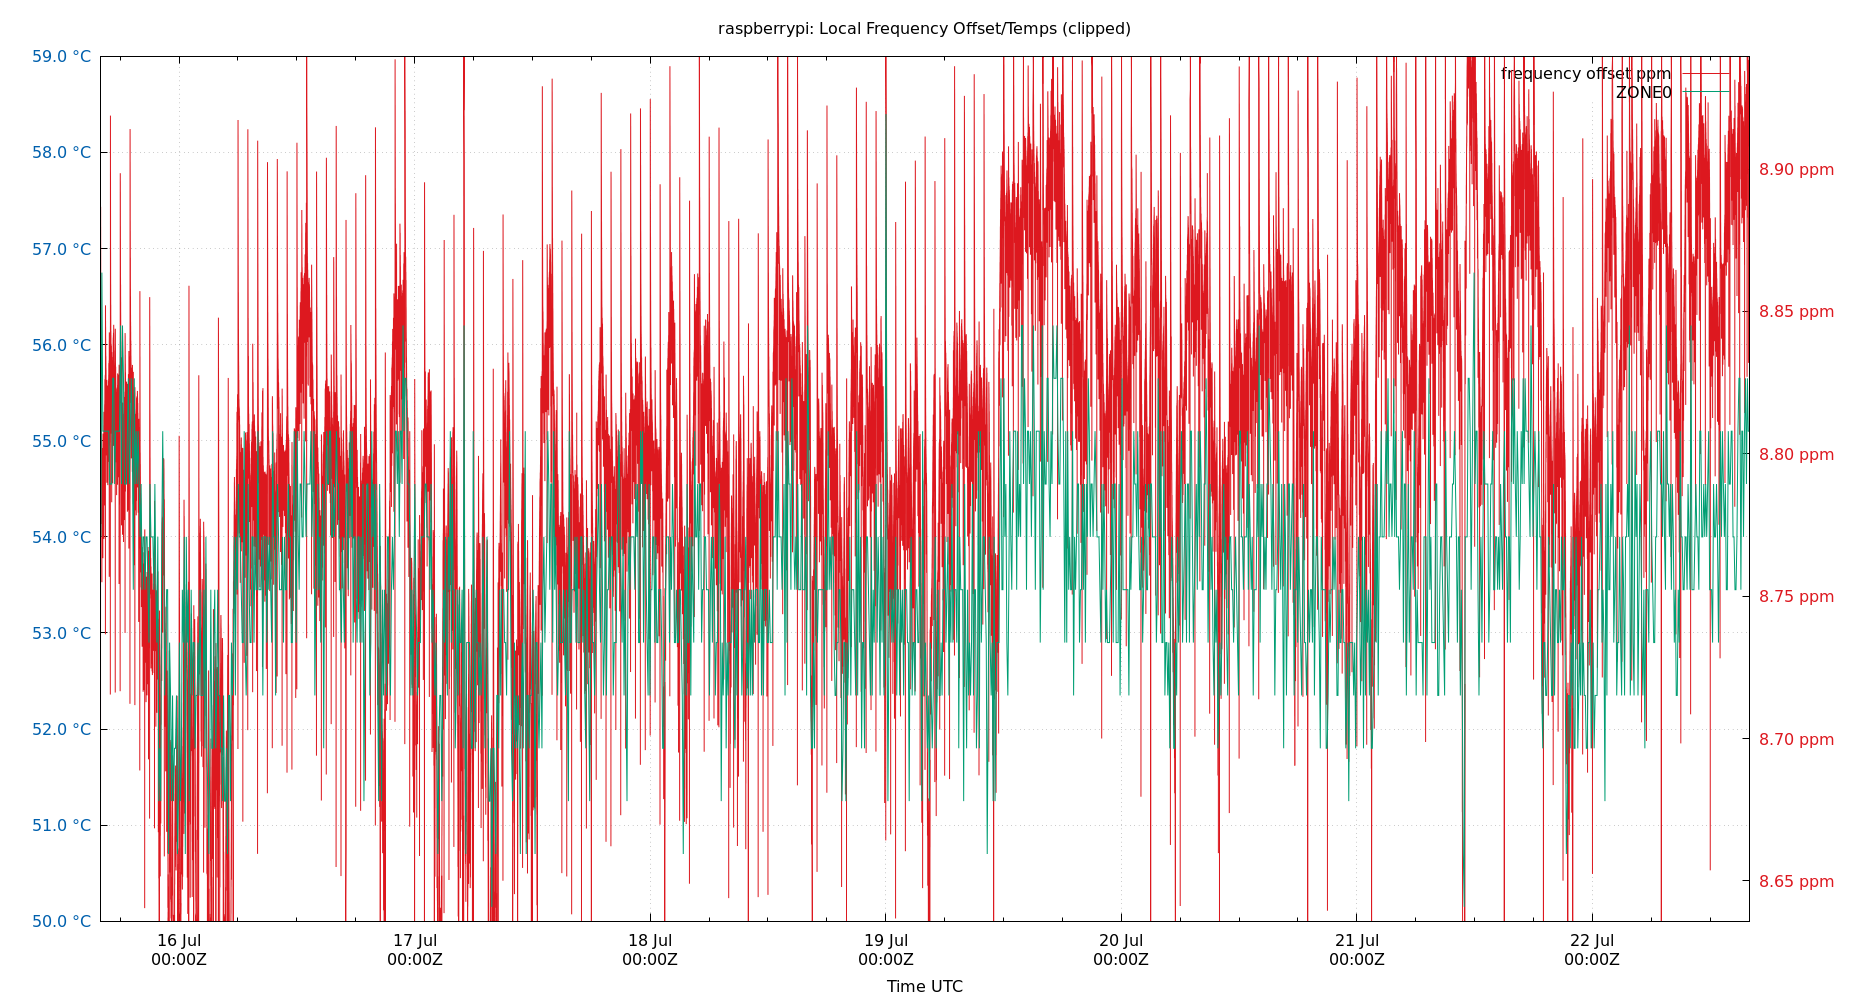 raspberrypi: Local Frequency Offset/Temps (clipped)
frequency offset ppm
ZONE0
59.0 °C
58.0 °C
57.0 °C
56.0 °C
55.0 °C
54.0 °C
53.0 °C
52.0 °C
51.0 °C
50.0 °C
8.90 ppm
8.85 ppm
8.80 ppm
8.75 ppm
8.70 ppm
8.65 ppm
16 Jul 17 Jul 18 Jul 19 Jul 20 Jul 21 Jul 22 Jul
00:00Z 00:00Z 00:00Z 00:00Z 00:00Z 00:00Z 00:00Z
Time UTC